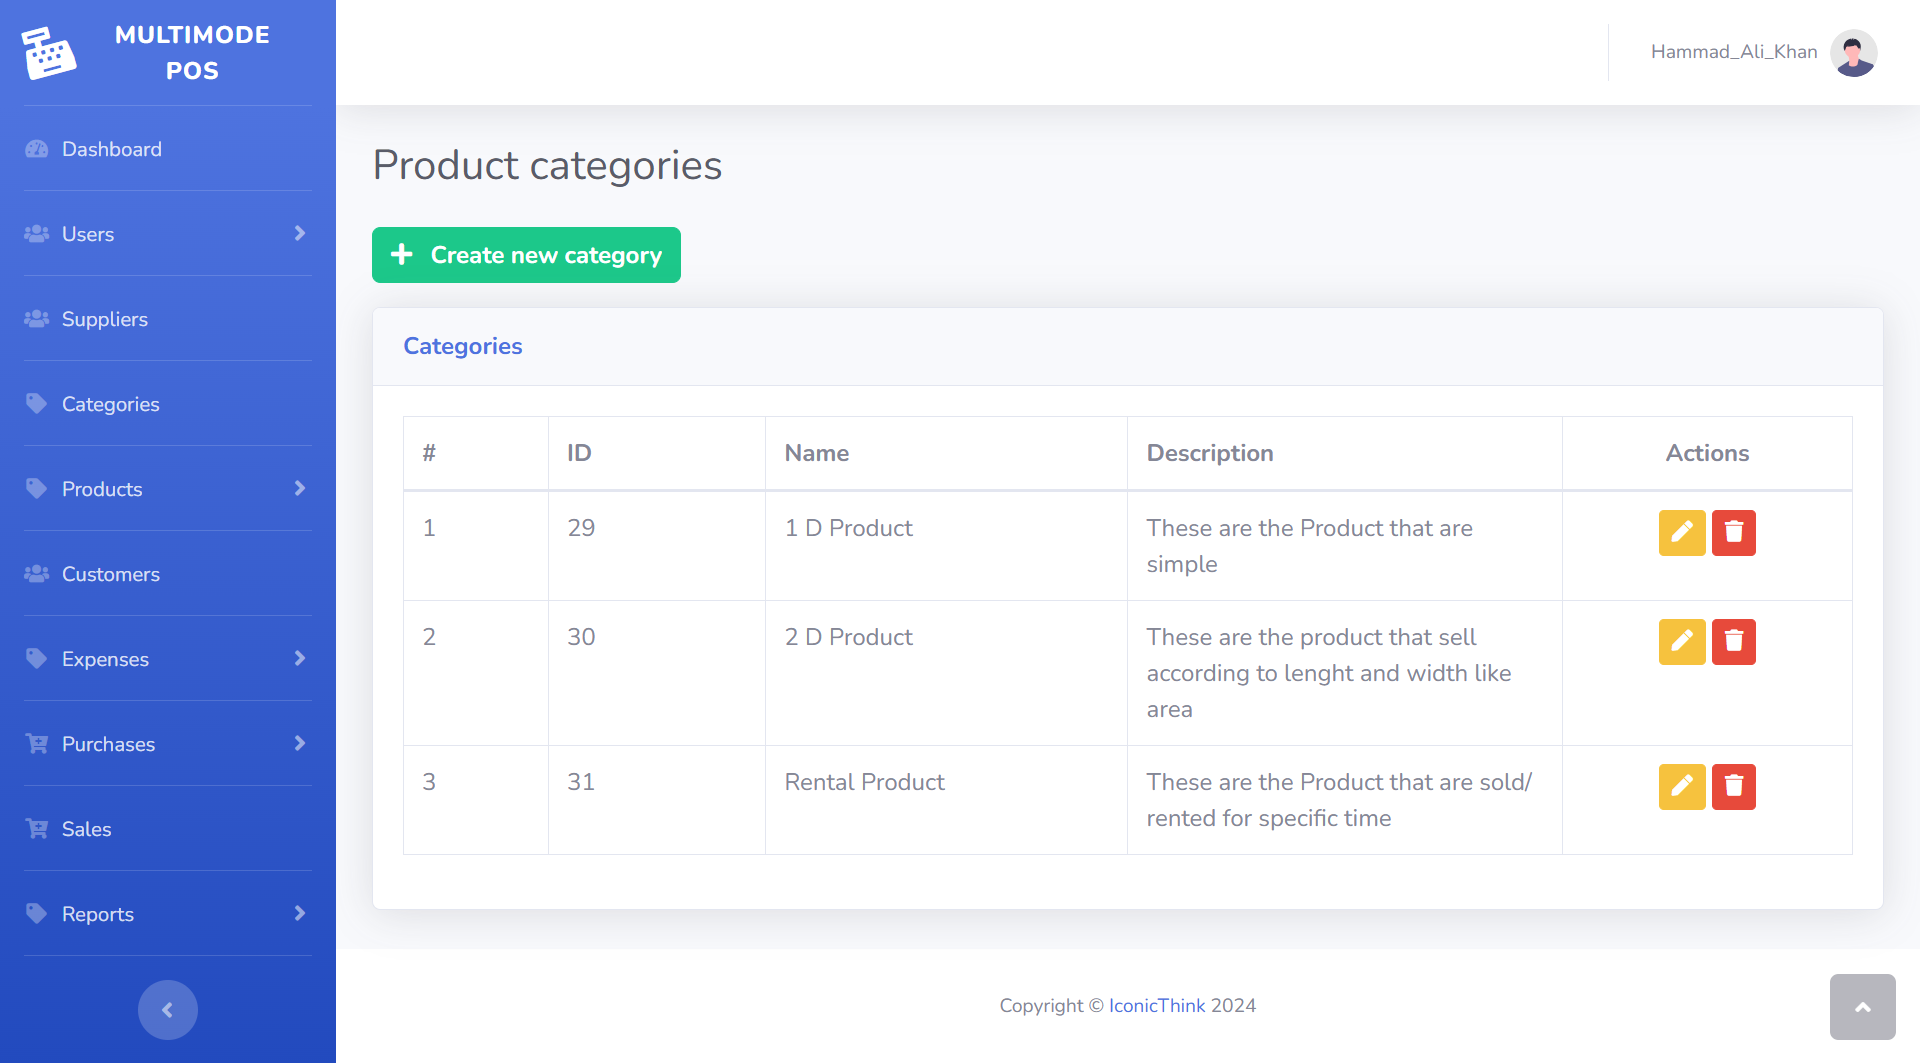 MULTIMODE
POS
Hammad_Ali_Khan
Dashboard
Users
Suppliers
Categories
Products
Customers
Expenses
Purchases
Sales
Reports
Product categories
Create new category
Categories
# ID Name Description Actions
1 29 1 D Product These are the Product that are
simple
2 30 2 D Product These are the product that sell
according to lenght and width like
area
3 31 Rental Product These are the Product that are sold/
rented for specific time
Copyright © IconicThink 2024